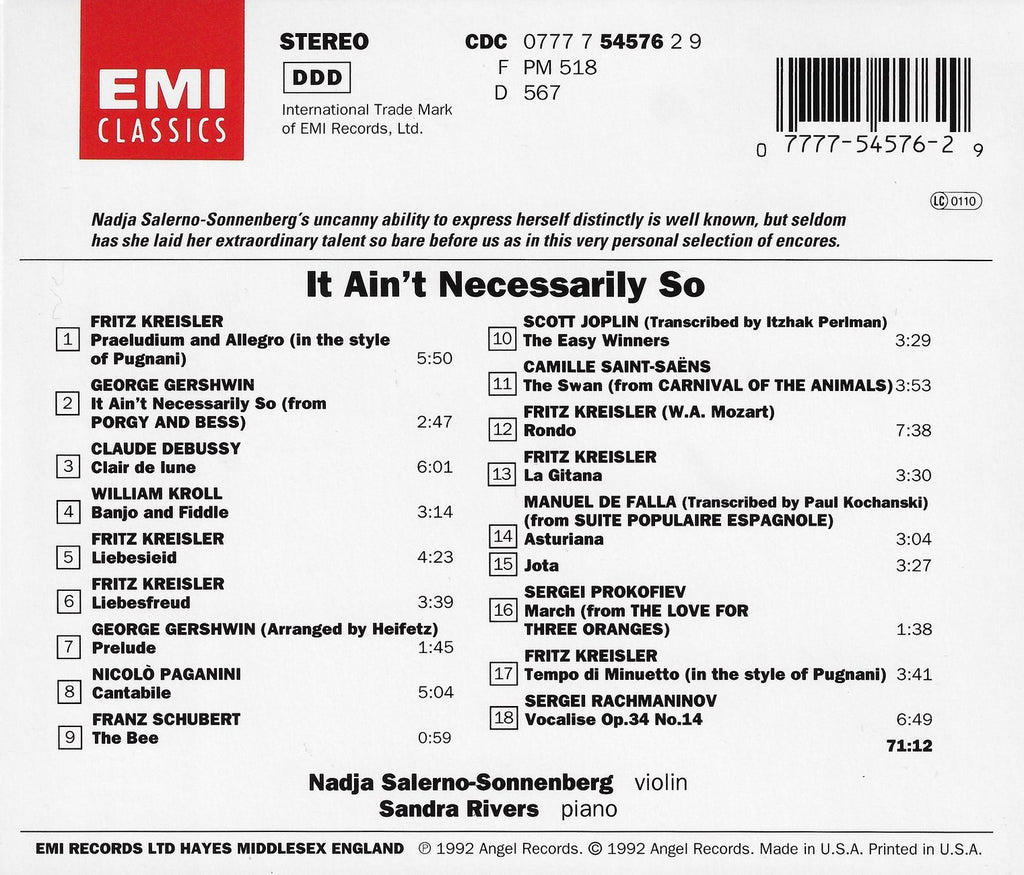 EMI
CLASSICS
STEREO
DDD
International Trade Mark
of EMI Records, Ltd.
CDC 0777 7 54576 2 9
F PM 518
D 567
0 7777-54576-2 9
LC 0110
Nadja Salerno-Sonnenberg's uncanny ability to express herself distinctly is well known, but seldom
has she laid her extraordinary talent so bare before us as in this very personal selection of encores.
It Ain't Necessarily So
FRITZ KREISLER
1 Praeludium and Allegro (in the style
of Pugnani) 5:50
GEORGE GERSHWIN
2 It Ain't Necessarily So (from
PORGY AND BESS) 2:47
CLAUDE DEBUSSY
3 Clair de lune 6:01
WILLIAM KROLL
4 Banjo and Fiddle 3:14
FRITZ KREISLER
5 Liebesieid 4:23
FRITZ KREISLER
6 Liebesfreud 3:39
GEORGE GERSHWIN (Arranged by Heifetz)
7 Prelude 1:45
NICOLÒ PAGANINI
8 Cantabile 5:04
FRANZ SCHUBERT
9 The Bee 0:59
SCOTT JOPLIN (Transcribed by Itzhak Perlman)
10 The Easy Winners 3:29
CAMILLE SAINT-SAËNS
11 The Swan (from CARNIVAL OF THE ANIMALS) 3:53
FRITZ KREISLER (W.A. Mozart)
12 Rondo 7:38
FRITZ KREISLER
13 La Gitana 3:30
MANUEL DE FALLA (Transcribed by Paul Kochanski)
(from SUITE POPULAIRE ESPAGNOLE)
14 Asturiana 3:04
15 Jota 3:27
SERGEI PROKOFIEV
16 March (from THE LOVE FOR
THREE ORANGES) 1:38
FRITZ KREISLER
17 Tempo di Minuetto (in the style of Pugnani) 3:41
SERGEI RACHMANINOV
18 Vocalise Op.34 No.14 6:49
71:12
Nadja Salerno-Sonnenberg violin
Sandra Rivers piano
EMI RECORDS LTD HAYES MIDDLESEX ENGLAND ℗ 1992 Angel Records. © 1992 Angel Records. Made in U.S.A. Printed in U.S.A.